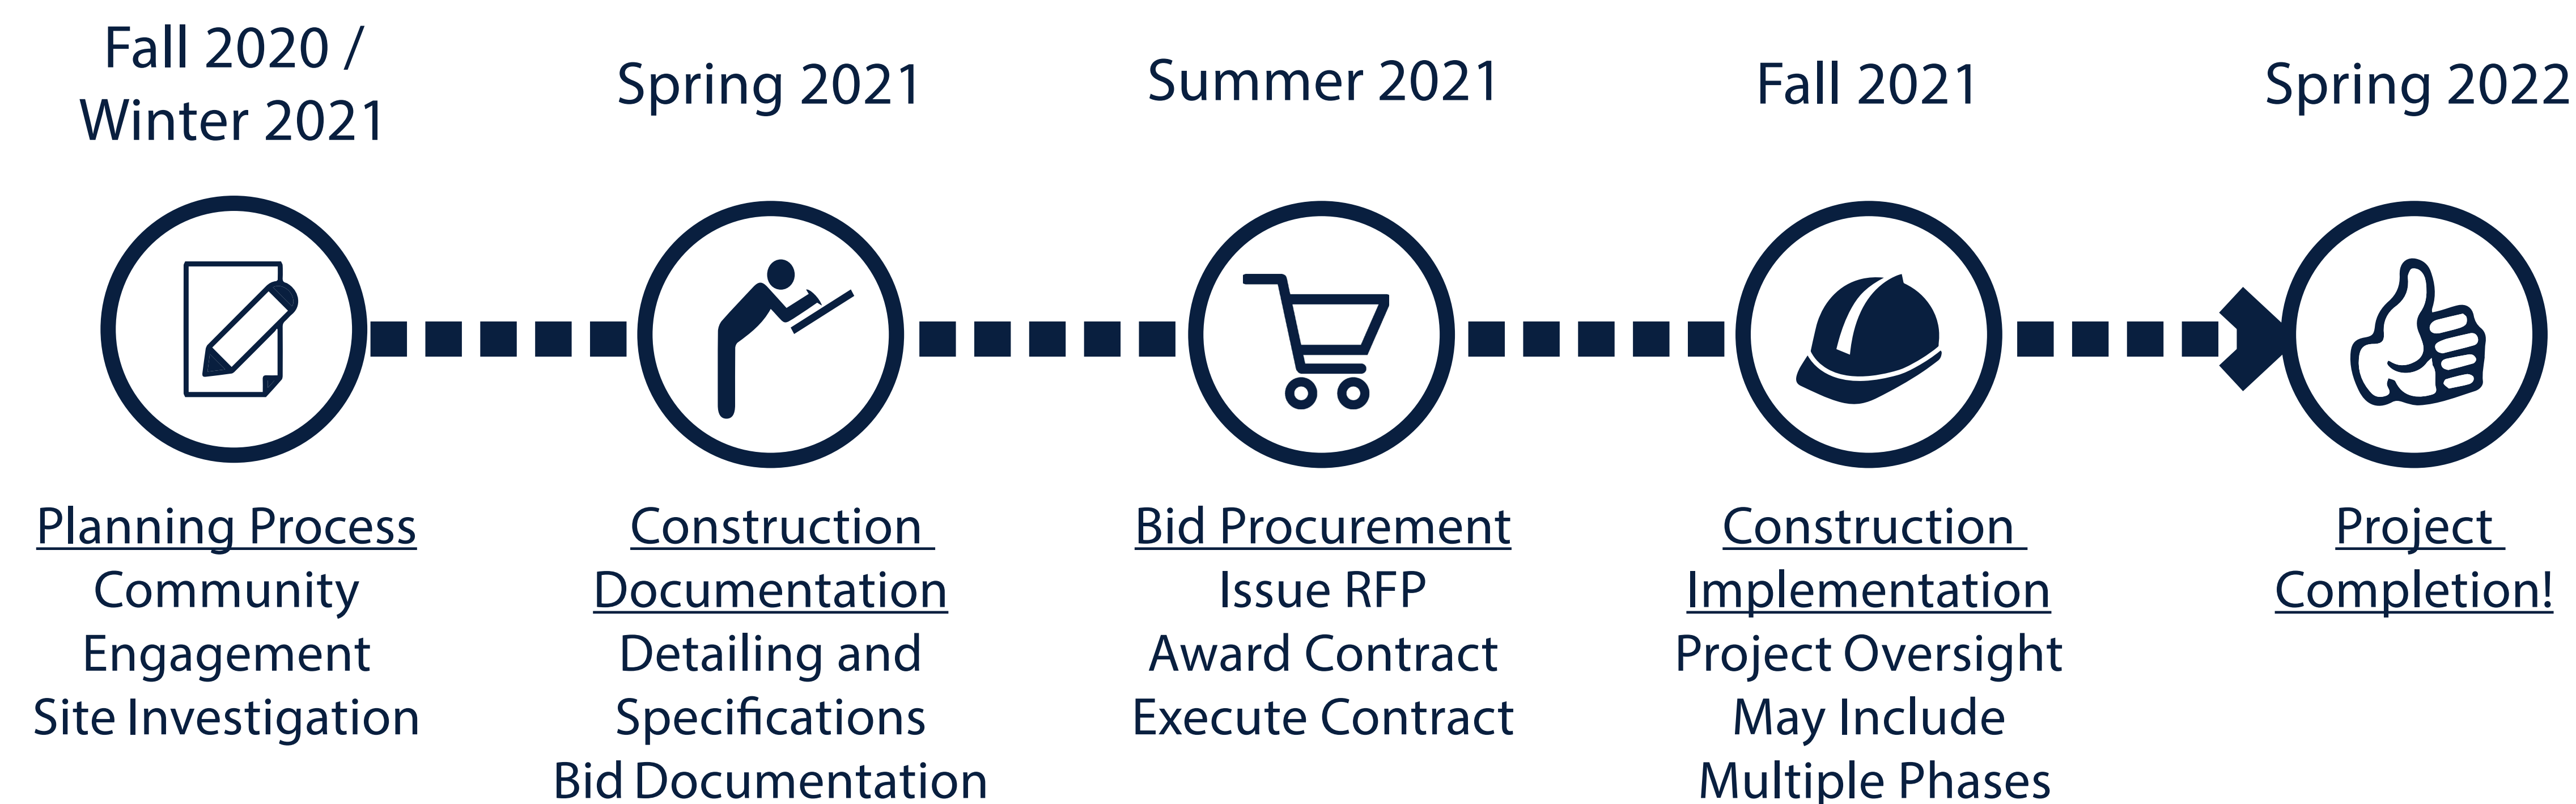 Fall 2020 /
Winter 2021
Spring 2021
Summer 2021
Fall 2021
Spring 2022
Planning Process
Community
Engagement
Site Investigation
Construction
Documentation
Detailing and
Specifications
Bid Documentation
Bid Procurement
Issue RFP
Award Contract
Execute Contract
Construction
Implementation
Project Oversight
May Include
Multiple Phases
Project
Completion!